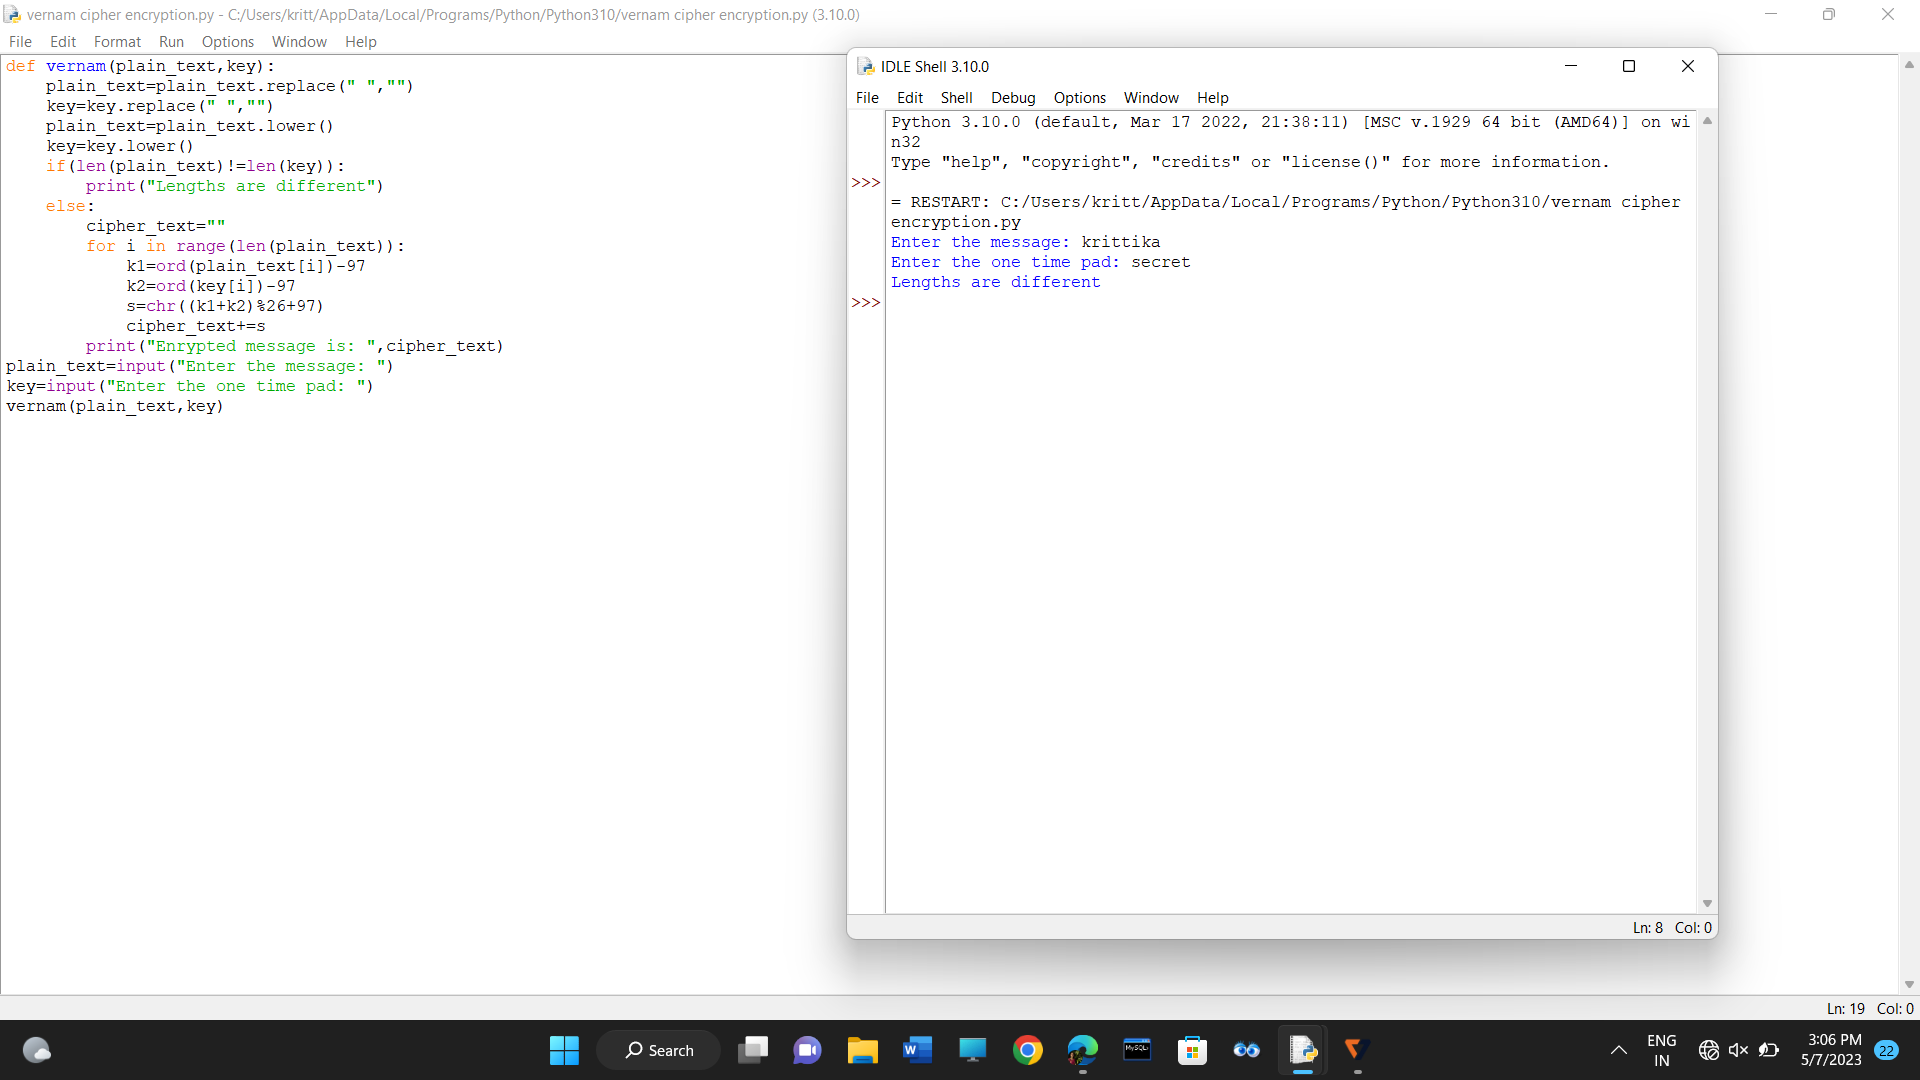 vernam cipher encryption.py - C:/Users/kritt/AppData/Local/Programs/Python/Python310/vernam cipher encryption.py (3.10.0)
File Edit Format Run Options Window Help
def vernam(plain_text,key):
    plain_text=plain_text.replace(" ","")
    key=key.replace(" ","")
    plain_text=plain_text.lower()
    key=key.lower()
    if(len(plain_text)!=len(key)):
        print("Lengths are different")
    else:
        cipher_text=""
        for i in range(len(plain_text)):
            k1=ord(plain_text[i])-97
            k2=ord(key[i])-97
            s=chr((k1+k2)%26+97)
            cipher_text+=s
        print("Enrypted message is: ",cipher_text)
plain_text=input("Enter the message: ")
key=input("Enter the one time pad: ")
vernam(plain_text,key)
IDLE Shell 3.10.0
File Edit Shell Debug Options Window Help
Python 3.10.0 (default, Mar 17 2022, 21:38:11) [MSC v.1929 64 bit (AMD64)] on wi
n32
Type "help", "copyright", "credits" or "license()" for more information.
>>>
= RESTART: C:/Users/kritt/AppData/Local/Programs/Python/Python310/vernam cipher
encryption.py
Enter the message: krittika
Enter the one time pad: secret
Lengths are different
>>>
Ln: 8 Col: 0
Ln: 19 Col: 0
Search
W
MySQL
ENG
IN
3:06 PM
5/7/2023
22